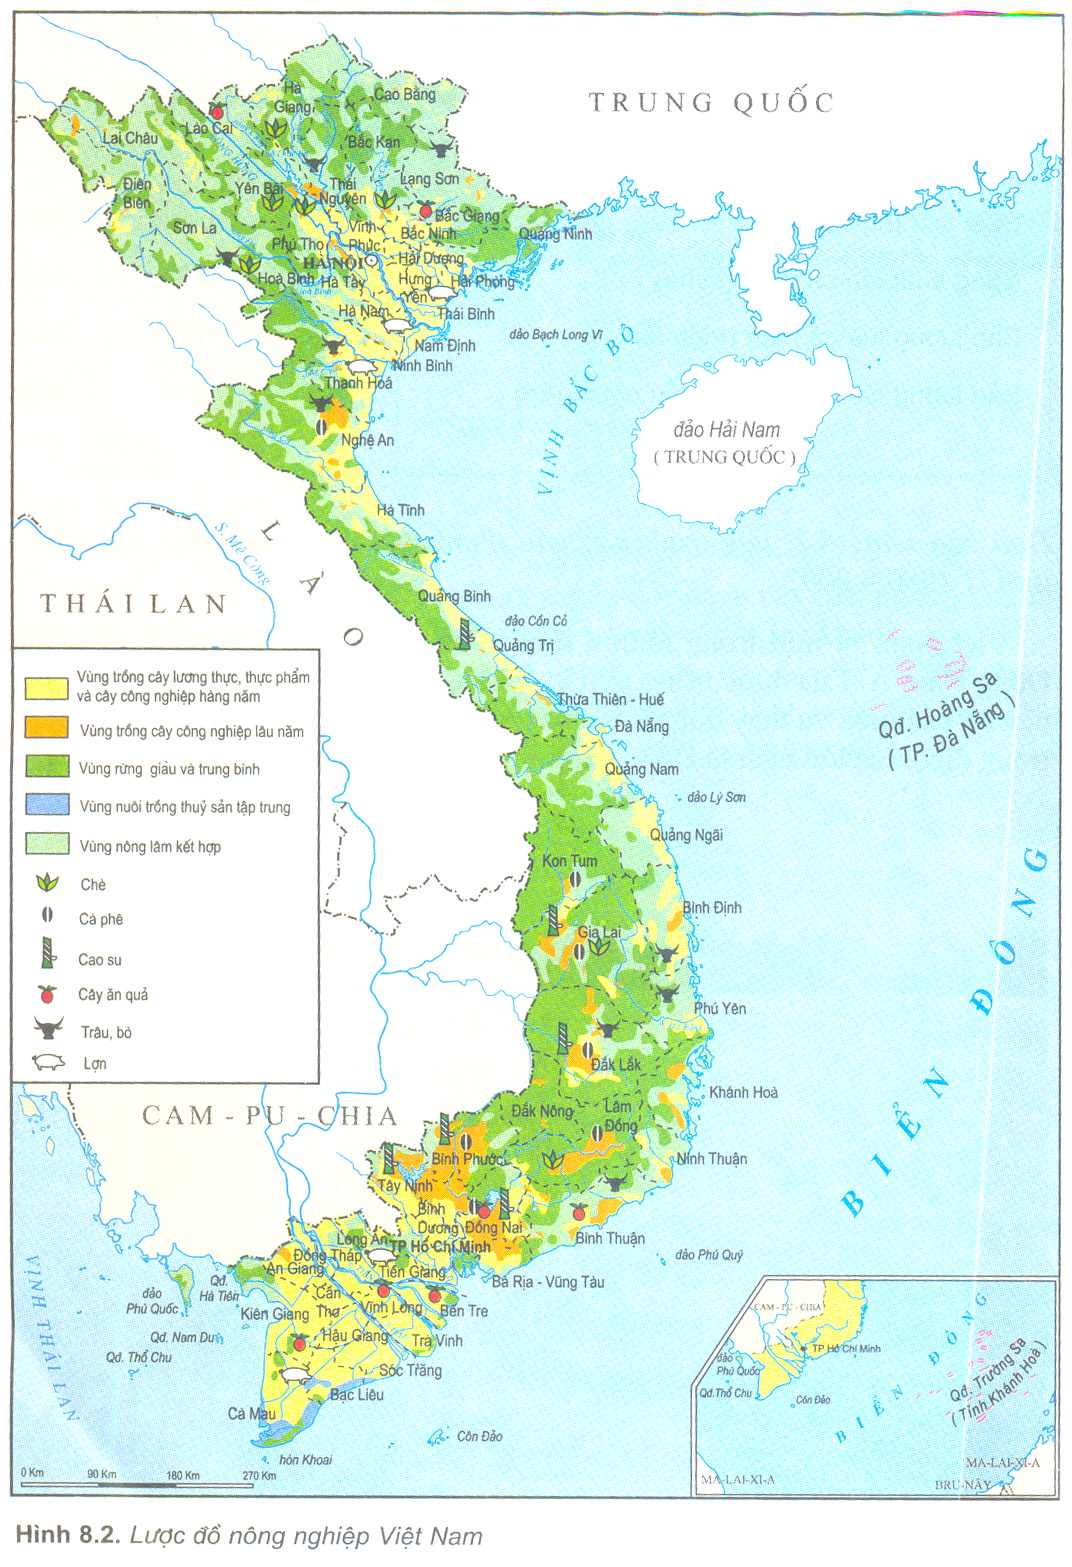 TRUNG QUỐC
Hà
Giang
Cao Bằng
Lào Cai
Lai Châu
Bắc Kạn
Điện
Biên
Yên Bái
Thái
Nguyên
Lạng Sơn
Sơn La
Phú Thọ
Vĩnh
Phúc
Bắc Giang
Bắc Ninh
Quảng Ninh
HÀ NỘI
Hải Dương
Hoà Bình
Hà Tây
Hưng
Yên
Hải Phòng
Hà Nam
Thái Bình
Nam Định
Ninh Bình
đảo Bạch Long Vĩ
VỊNH BẮC BỘ
Thanh Hoá
Nghệ An
đảo Hải Nam
( TRUNG QUỐC )
Hà Tĩnh
S. Mê Công
LÀO
THÁI LAN
Quảng Bình
đảo Cồn Cỏ
Quảng Trị
Thừa Thiên - Huế
Đà Nẵng
Qđ. Hoàng Sa
( TP. Đà Nẵng )
Quảng Nam
đảo Lý Sơn
Quảng Ngãi
Vùng trồng cây lương thực, thực phẩm
và cây công nghiệp hàng năm
Vùng trồng cây công nghiệp lâu năm
Vùng rừng giàu và trung bình
Vùng nuôi trồng thuỷ sản tập trung
Vùng nông lâm kết hợp
Chè
Cà phê
Cao su
Cây ăn quả
Trâu, bò
Lợn
Kon Tum
Bình Định
Gia Lai
Phú Yên
Đắk Lắk
Khánh Hoà
BIỂN ĐÔNG
CAM - PU - CHIA
Đắk Nông
Lâm
Đồng
Bình Phước
Ninh Thuận
Tây Ninh
Bình
Dương
Đồng Nai
Bình Thuận
Long An
TP Hồ Chí Minh
Đồng Tháp
An Giang
Tiền Giang
Bà Rịa - Vũng Tàu
đảo Phú Quý
Qđ.
Hà Tiên
đảo
Phú Quốc
Kiên Giang
Cần
Thơ
Vĩnh Long
Bến Tre
Qđ. Nam Du
Hậu Giang
Trà Vinh
Qđ. Thổ Chu
Sóc Trăng
Bạc Liêu
Cà Mau
VỊNH THÁI LAN
Côn Đảo
hòn Khoai
0 Km
90 Km
180 Km
270 Km
CAM - PU - CHIA
TP Hồ Chí Minh
đảo
Phú Quốc
Qđ. Thổ Chu
Côn Đảo
BIỂN ĐÔNG
Qđ. Trường Sa
( Tỉnh Khánh Hoà )
MA-LAI-XI-A
MA-LAI-XI-A
BRU-NÂY
Hình 8.2. Lược đồ nông nghiệp Việt Nam